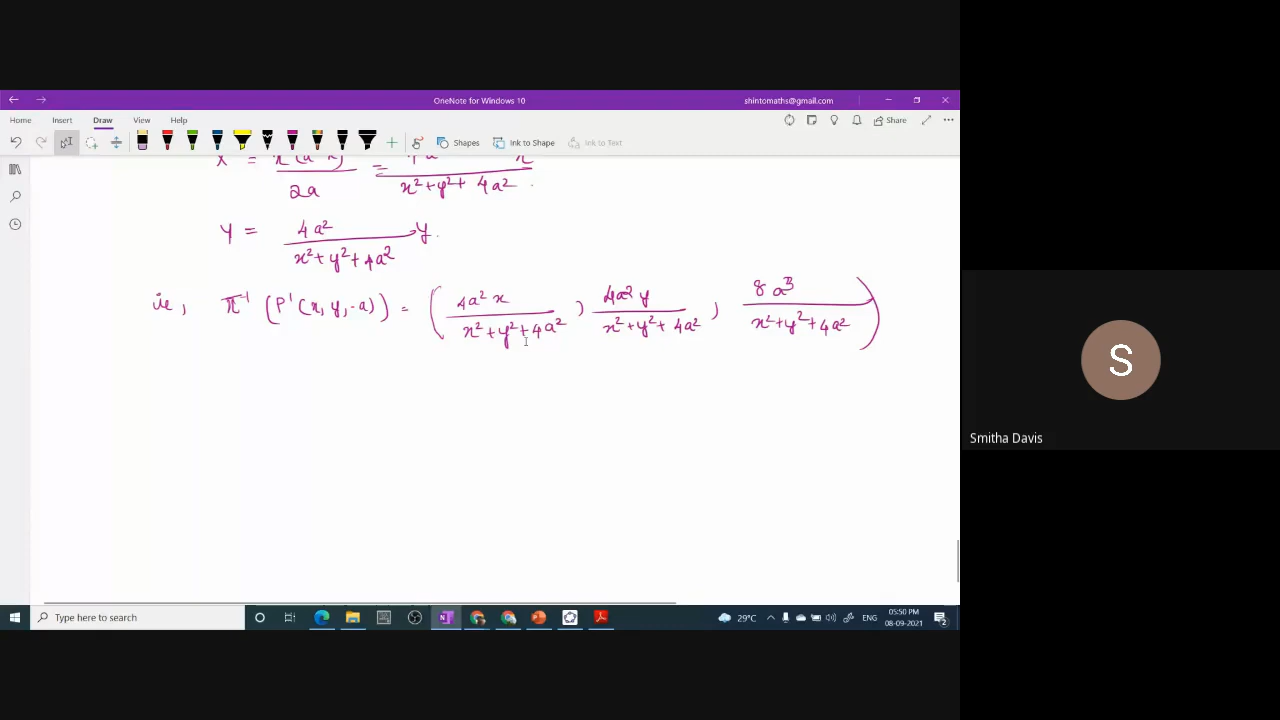 OneNote for Windows 10
shintomaths@gmail.com
Home Insert Draw View Help Share
Shapes Ink to Shape Ink to Text
X = / 2a = / x²+y²+4a²
Y = 4a² / x²+y²+4a² y.
ie, π⁻¹ (P'(x, y, -a)) = ( 4a²x / x²+y²+4a² , 4a²y / x²+y²+4a² , 8a³ / x²+y²+4a² )
S
Smitha Davis
Type here to search
29°C ENG 05:50 PM
08-09-2021
2